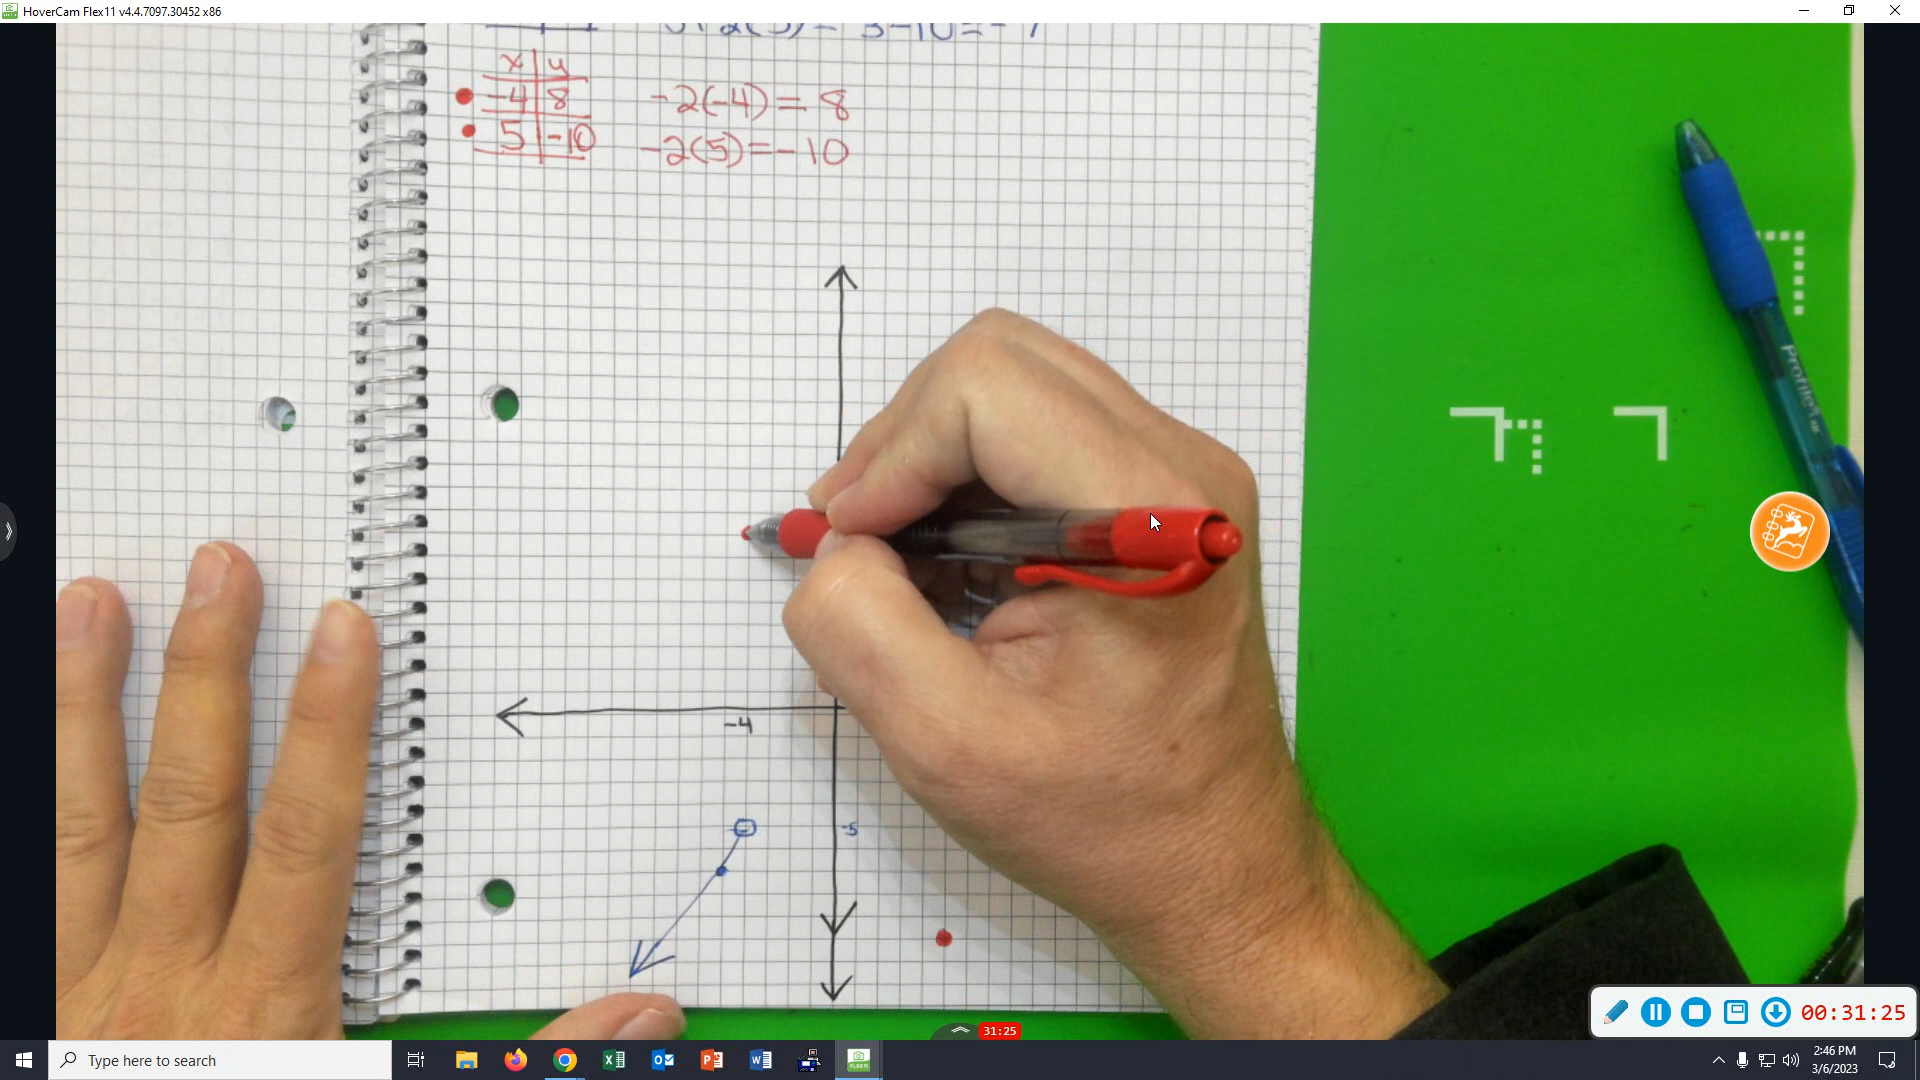 HoverCam Flex11 v4.4.7097.30452 x86
x y
-4 8 -2(-4) = 8
5 -10 -2(5) = -10
-4
-5
Profile
31:25
00:31:25
Type here to search
2:46 PM
3/6/2023